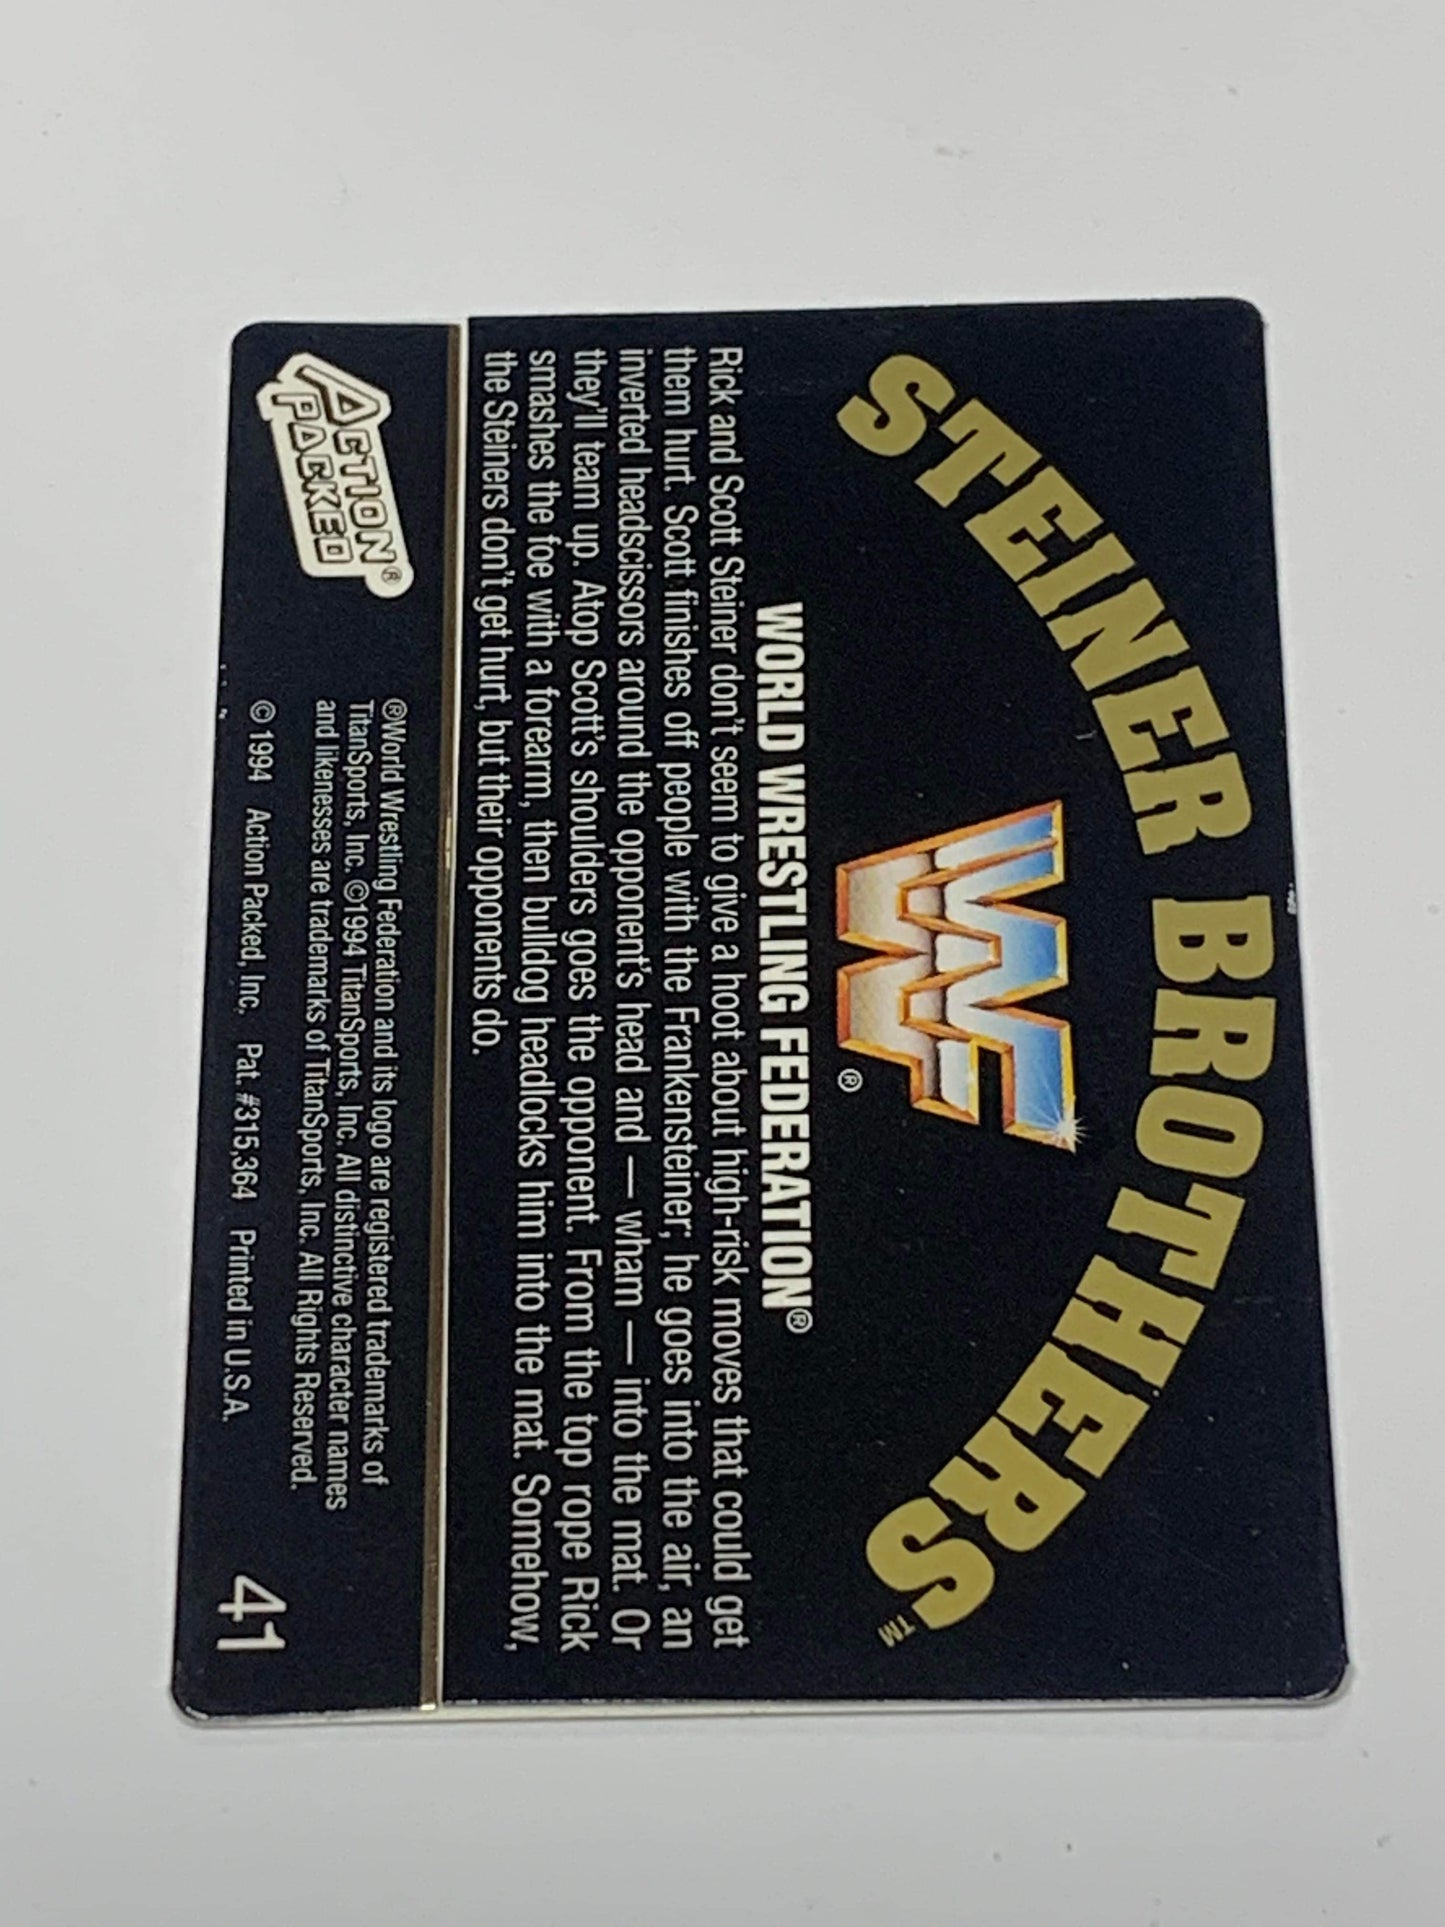 STEINER BROTHERS™
WF®
WORLD WRESTLING FEDERATION®
Rick and Scott Steiner don't seem to give a hoot about high-risk moves that could get
them hurt. Scott finishes off people with the Frankensteiner; he goes into the air, an
inverted headscissors around the opponent's head and — wham — into the mat. Or
they'll team up. Atop Scott's shoulders goes the opponent. From the top rope Rick
smashes the foe with a forearm, then bulldog headlocks him into the mat. Somehow,
the Steiners don't get hurt, but their opponents do.
ACTION
PACKED®
®World Wrestling Federation and its logo are registered trademarks of
TitanSports, Inc. ©1994 TitanSports, Inc. All distinctive character names
and likenesses are trademarks of TitanSports, Inc. All Rights Reserved.
© 1994 Action Packed, Inc. Pat. #315,364 Printed in U.S.A.
41